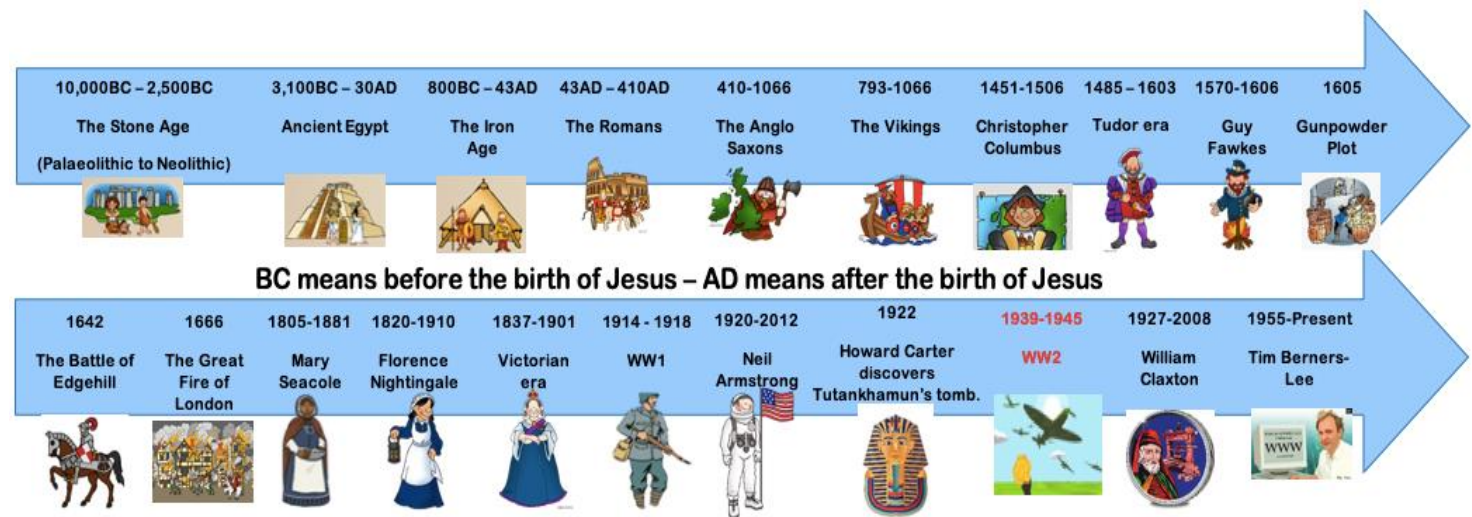 10,000BC – 2,500BC
The Stone Age
(Palaeolithic to Neolithic)
3,100BC – 30AD
Ancient Egypt
800BC – 43AD
The Iron
Age
43AD – 410AD
The Romans
410-1066
The Anglo
Saxons
793-1066
The Vikings
1451-1506
Christopher
Columbus
1485 – 1603
Tudor era
1570-1606
Guy
Fawkes
1605
Gunpowder
Plot
BC means before the birth of Jesus – AD means after the birth of Jesus
1642
The Battle of
Edgehill
1666
The Great
Fire of
London
1805-1881
Mary
Seacole
1820-1910
Florence
Nightingale
1837-1901
Victorian
era
1914 - 1918
WW1
1920-2012
Neil
Armstrong
1922
Howard Carter
discovers
Tutankhamun's tomb.
1939-1945
WW2
1927-2008
William
Claxton
1955-Present
Tim Berners-
Lee
WWW